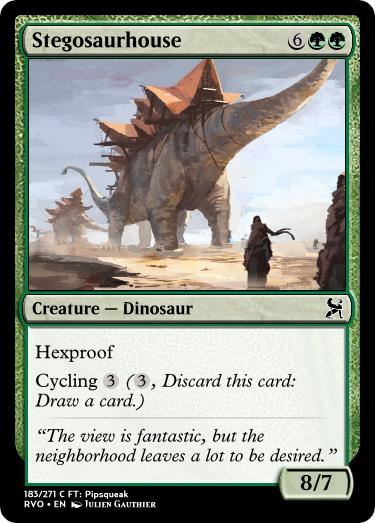 Stegosaurhouse 6
Creature — Dinosaur
Hexproof
Cycling 3 (3, Discard this card:
Draw a card.)
“The view is fantastic, but the
neighborhood leaves a lot to be desired.”
8/7
183/271 C FT: Pipsqueak
RVO • EN Julien Gauthier